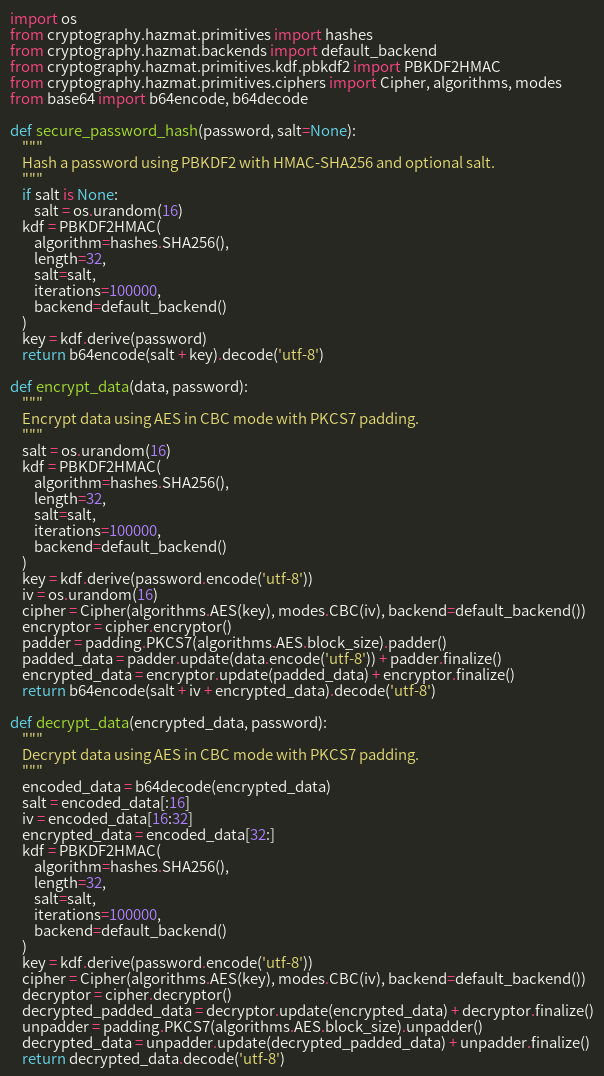 import os
from cryptography.hazmat.primitives import hashes
from cryptography.hazmat.backends import default_backend
from cryptography.hazmat.primitives.kdf.pbkdf2 import PBKDF2HMAC
from cryptography.hazmat.primitives.ciphers import Cipher, algorithms, modes
from base64 import b64encode, b64decode

def secure_password_hash(password, salt=None):
    """
    Hash a password using PBKDF2 with HMAC-SHA256 and optional salt.
    """
    if salt is None:
        salt = os.urandom(16)
    kdf = PBKDF2HMAC(
        algorithm=hashes.SHA256(),
        length=32,
        salt=salt,
        iterations=100000,
        backend=default_backend()
    )
    key = kdf.derive(password)
    return b64encode(salt + key).decode('utf-8')

def encrypt_data(data, password):
    """
    Encrypt data using AES in CBC mode with PKCS7 padding.
    """
    salt = os.urandom(16)
    kdf = PBKDF2HMAC(
        algorithm=hashes.SHA256(),
        length=32,
        salt=salt,
        iterations=100000,
        backend=default_backend()
    )
    key = kdf.derive(password.encode('utf-8'))
    iv = os.urandom(16)
    cipher = Cipher(algorithms.AES(key), modes.CBC(iv), backend=default_backend())
    encryptor = cipher.encryptor()
    padder = padding.PKCS7(algorithms.AES.block_size).padder()
    padded_data = padder.update(data.encode('utf-8')) + padder.finalize()
    encrypted_data = encryptor.update(padded_data) + encryptor.finalize()
    return b64encode(salt + iv + encrypted_data).decode('utf-8')

def decrypt_data(encrypted_data, password):
    """
    Decrypt data using AES in CBC mode with PKCS7 padding.
    """
    encoded_data = b64decode(encrypted_data)
    salt = encoded_data[:16]
    iv = encoded_data[16:32]
    encrypted_data = encoded_data[32:]
    kdf = PBKDF2HMAC(
        algorithm=hashes.SHA256(),
        length=32,
        salt=salt,
        iterations=100000,
        backend=default_backend()
    )
    key = kdf.derive(password.encode('utf-8'))
    cipher = Cipher(algorithms.AES(key), modes.CBC(iv), backend=default_backend())
    decryptor = cipher.decryptor()
    decrypted_padded_data = decryptor.update(encrypted_data) + decryptor.finalize()
    unpadder = padding.PKCS7(algorithms.AES.block_size).unpadder()
    decrypted_data = unpadder.update(decrypted_padded_data) + unpadder.finalize()
    return decrypted_data.decode('utf-8')